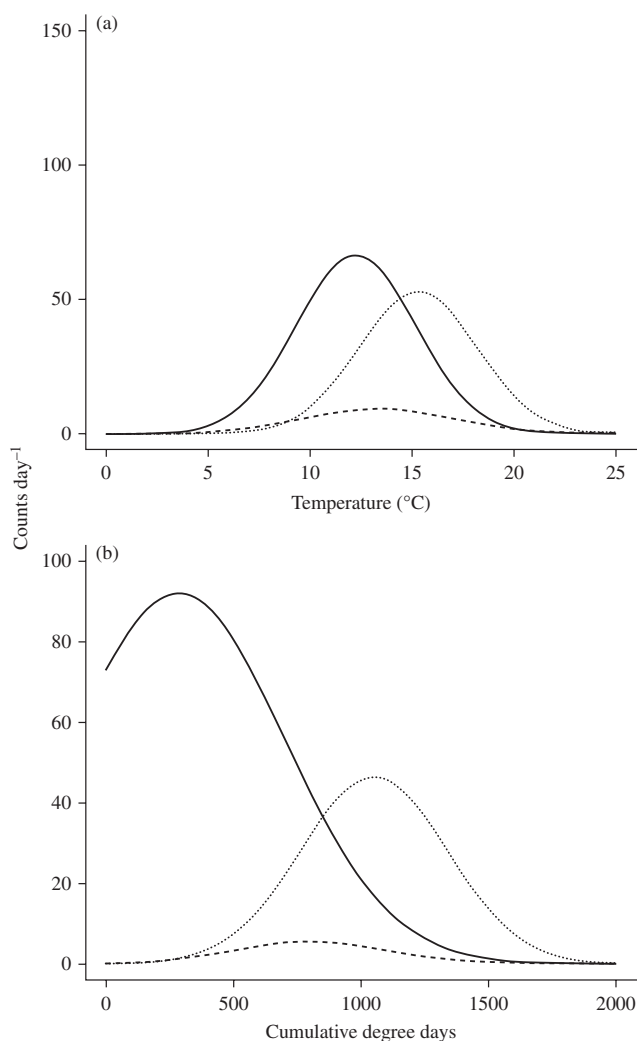 (a)
150
100
50
0
0 5 10 15 20 25
Temperature (°C)
Counts day⁻¹
(b)
100
80
60
40
20
0
0 500 1000 1500 2000
Cumulative degree days